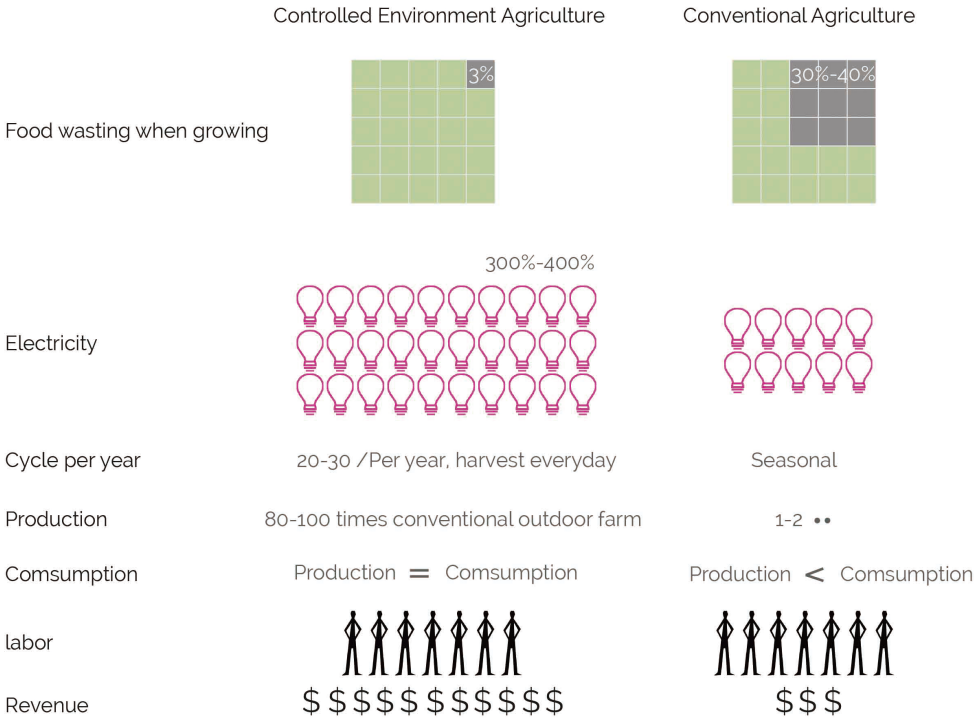 Controlled Environment Agriculture Conventional Agriculture
3% 30%-40%
Food wasting when growing
300%-400%
Electricity
Cycle per year 20-30 /Per year, harvest everyday Seasonal
Production 80-100 times conventional outdoor farm 1-2 ••
Comsumption Production = Comsumption Production < Comsumption
labor
Revenue $ $ $ $ $ $ $ $ $ $ $ $ $ $